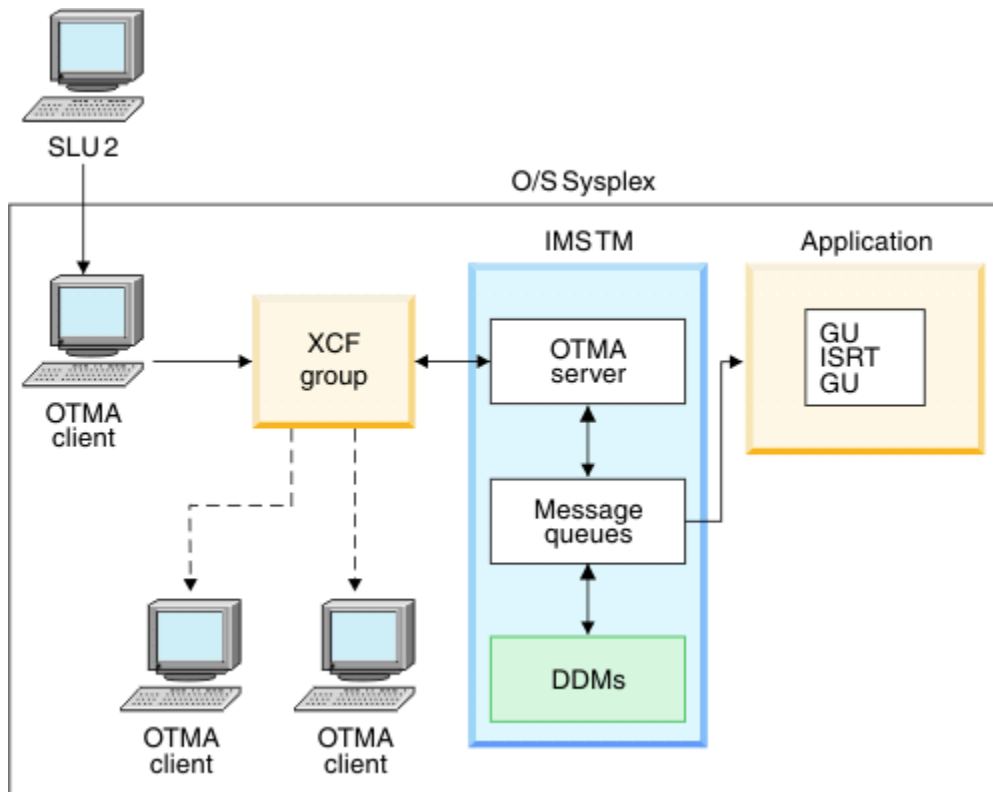 SLU 2
O/S Sysplex
IMS TM
Application
OTMA
client
XCF
group
OTMA
server
GU
ISRT
GU
Message
queues
DDMs
OTMA
client
OTMA
client